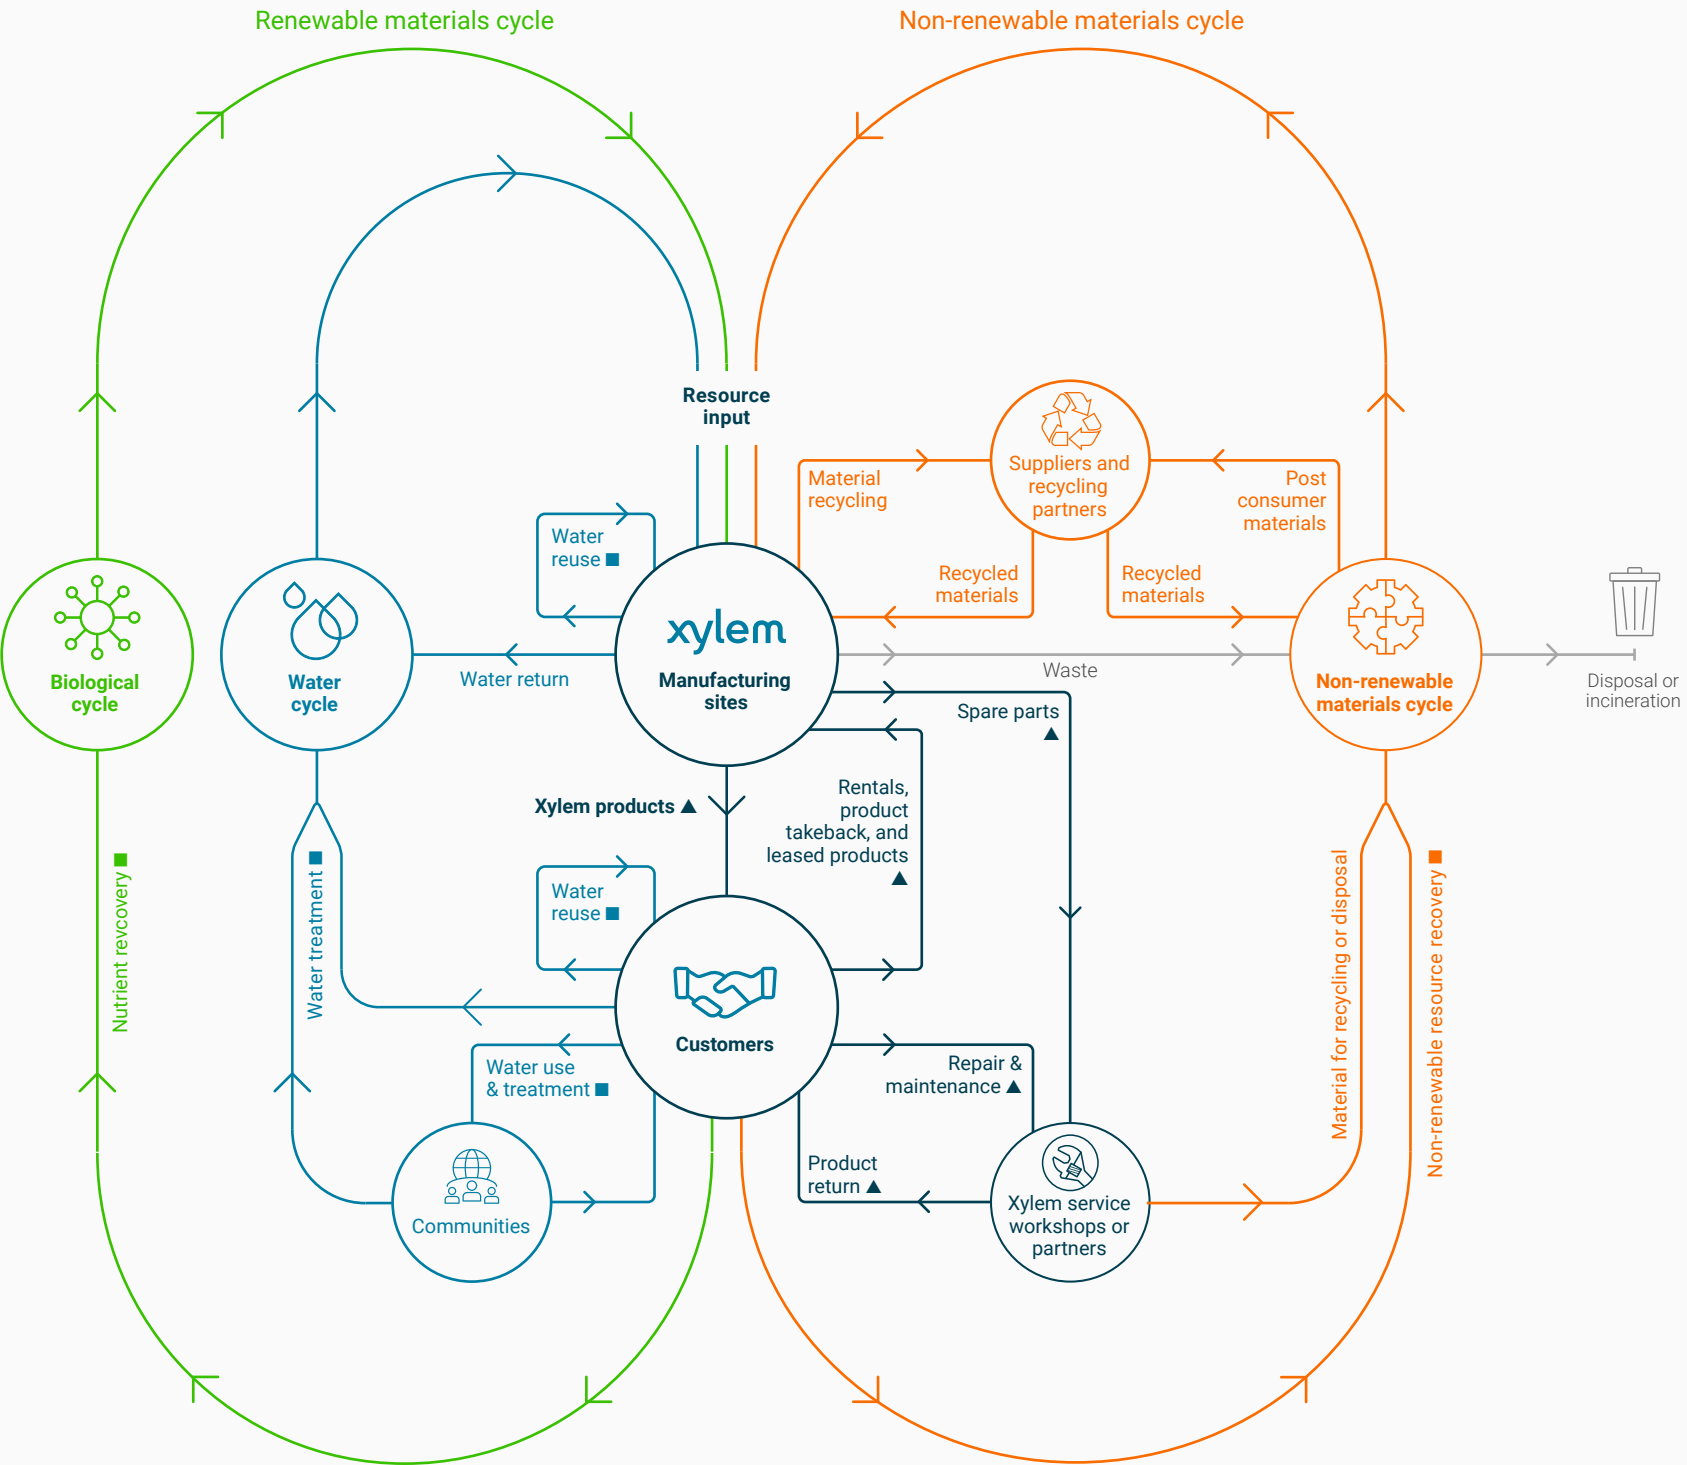 Renewable materials cycle
Non-renewable materials cycle
Resource
input
Suppliers and
recycling
partners
Material
recycling
Post
consumer
materials
Water
reuse ■
Recycled
materials
Recycled
materials
xylem
Manufacturing
sites
Biological
cycle
Water
cycle
Water return
Waste
Non-renewable
materials cycle
Disposal or
incineration
Spare parts
▲
Xylem products ▲
Rentals,
product
takeback, and
leased products
▲
Nutrient revcovery ■
Water treatment ■
Water
reuse ■
Material for recycling or disposal
Non-renewable resource recovery ■
Customers
Water use
& treatment ■
Repair &
maintenance ▲
Product
return ▲
Communities
Xylem service
workshops or
partners